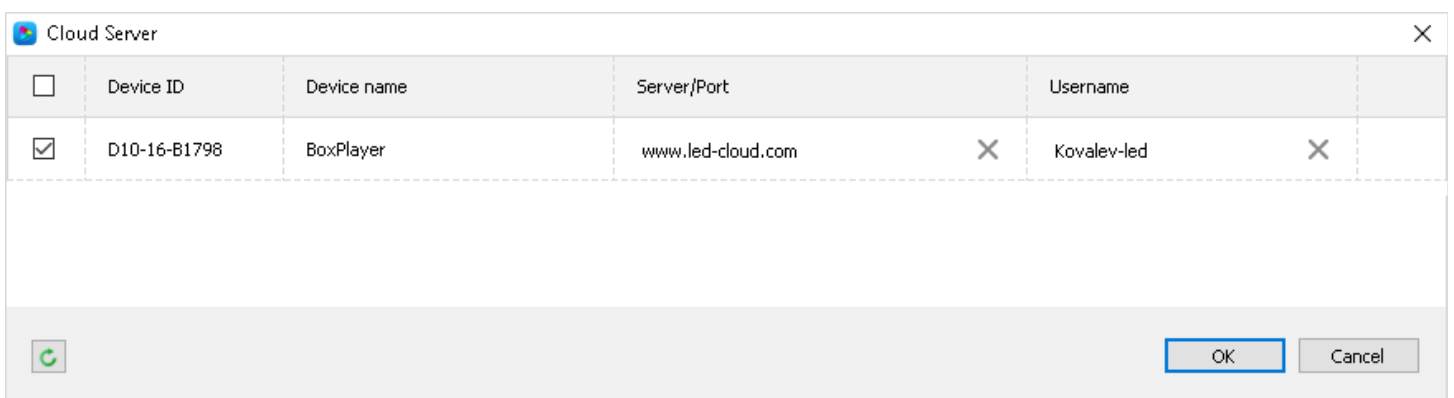 Cloud Server
Device ID Device name Server/Port Username
D10-16-B1798 BoxPlayer www.led-cloud.com Kovalev-led
OK Cancel